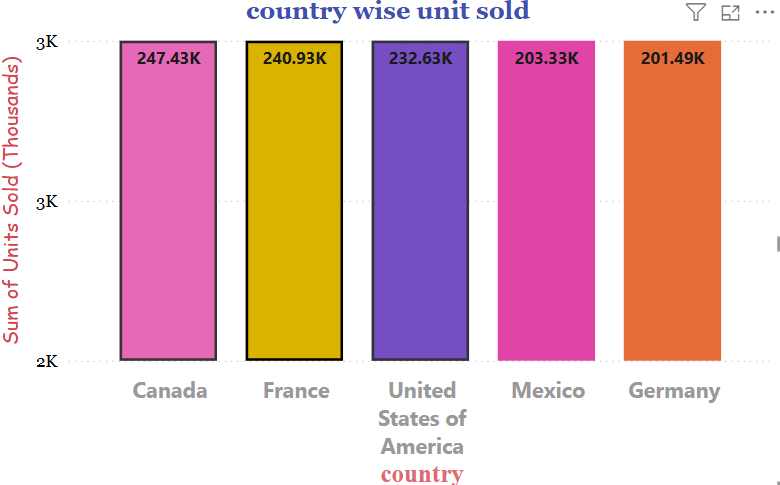 country wise unit sold
Sum of Units Sold (Thousands)
3K
3K
2K
247.43K
240.93K
232.63K
203.33K
201.49K
Canada
France
United
States of
America
Mexico
Germany
country